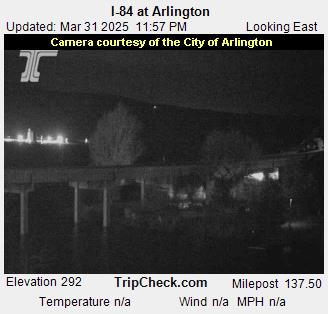 I-84 at Arlington
Updated: Mar 31 2025 11:57 PM Looking East
Camera courtesy of the City of Arlington
Elevation 292 TripCheck.com Milepost 137.50
Temperature n/a Wind n/a MPH n/a